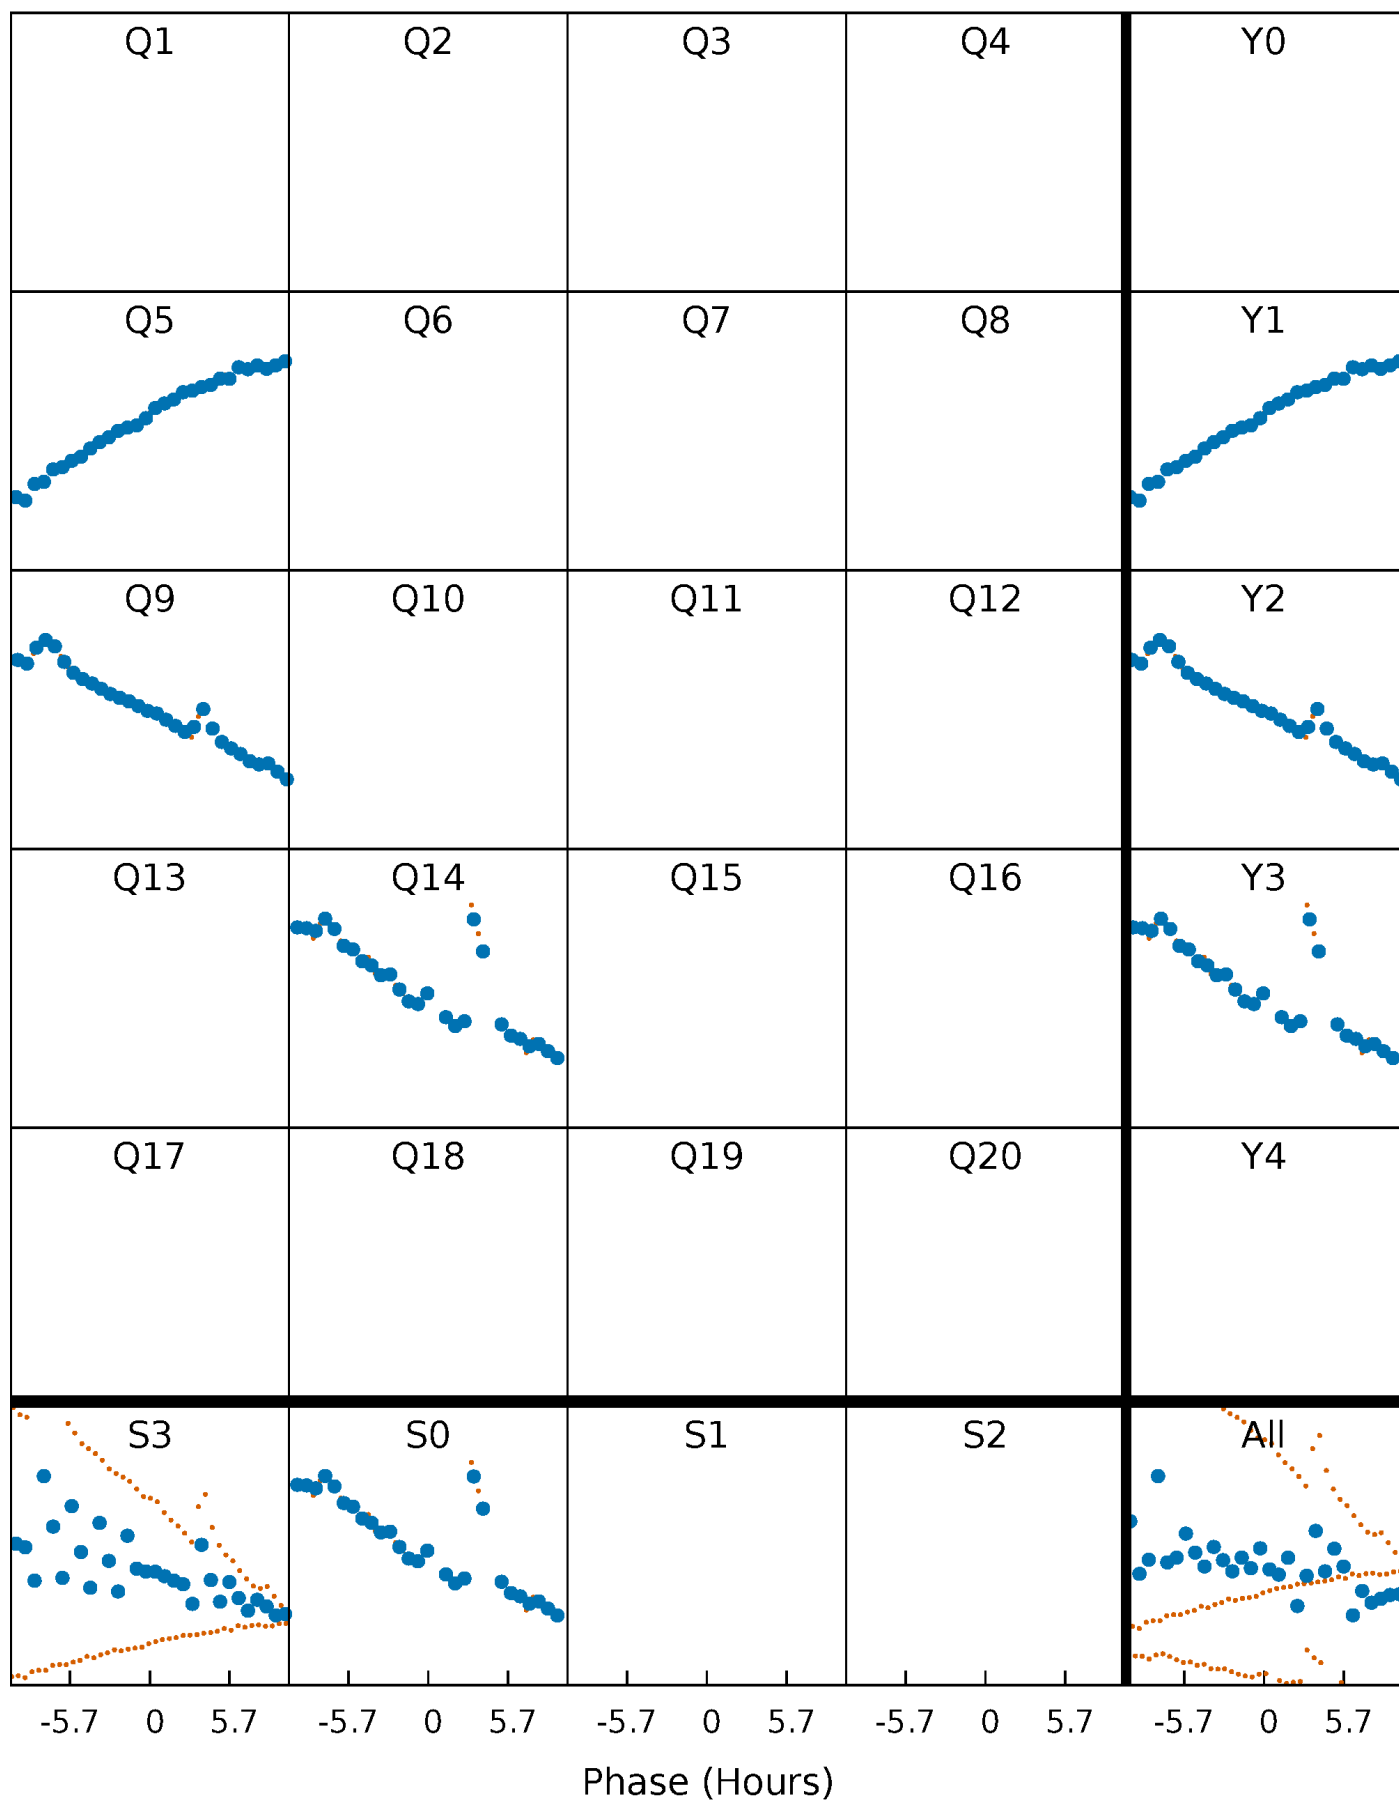 Q1 Q2 Q3 Q4 Y0
Q5 Q6 Q7 Q8 Y1
Q9 Q10 Q11 Q12 Y2
Q13 Q14 Q15 Q16 Y3
Q17 Q18 Q19 Q20 Y4
S3 S0 S1 S2 All
-5.7 0 5.7 -5.7 0 5.7 -5.7 0 5.7 -5.7 0 5.7 -5.7 0 5.7
Phase (Hours)